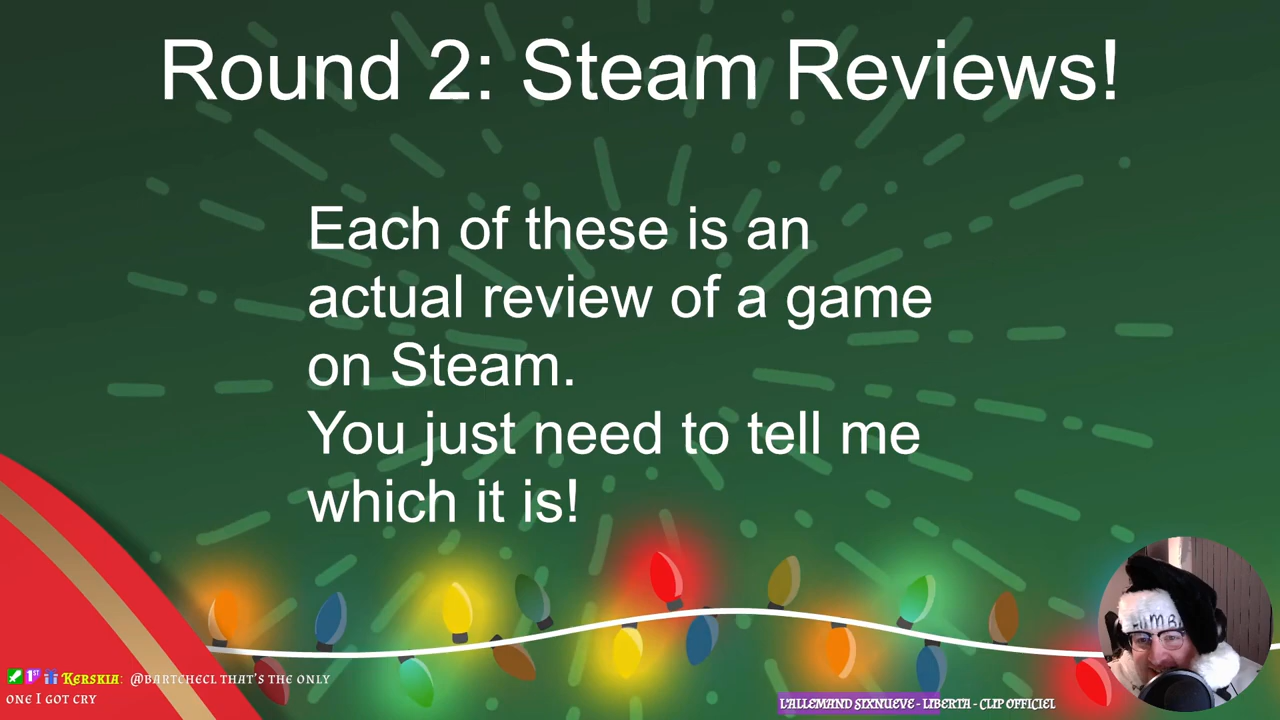 Round 2: Steam Reviews!
Each of these is an
actual review of a game
on Steam.
You just need to tell me
which it is!
1ST Kerskia: @bartchecl that's the only
one I got cry
L'ALLEMAND SIXNUEVE - LIBERTA - CLIP OFFICIEL